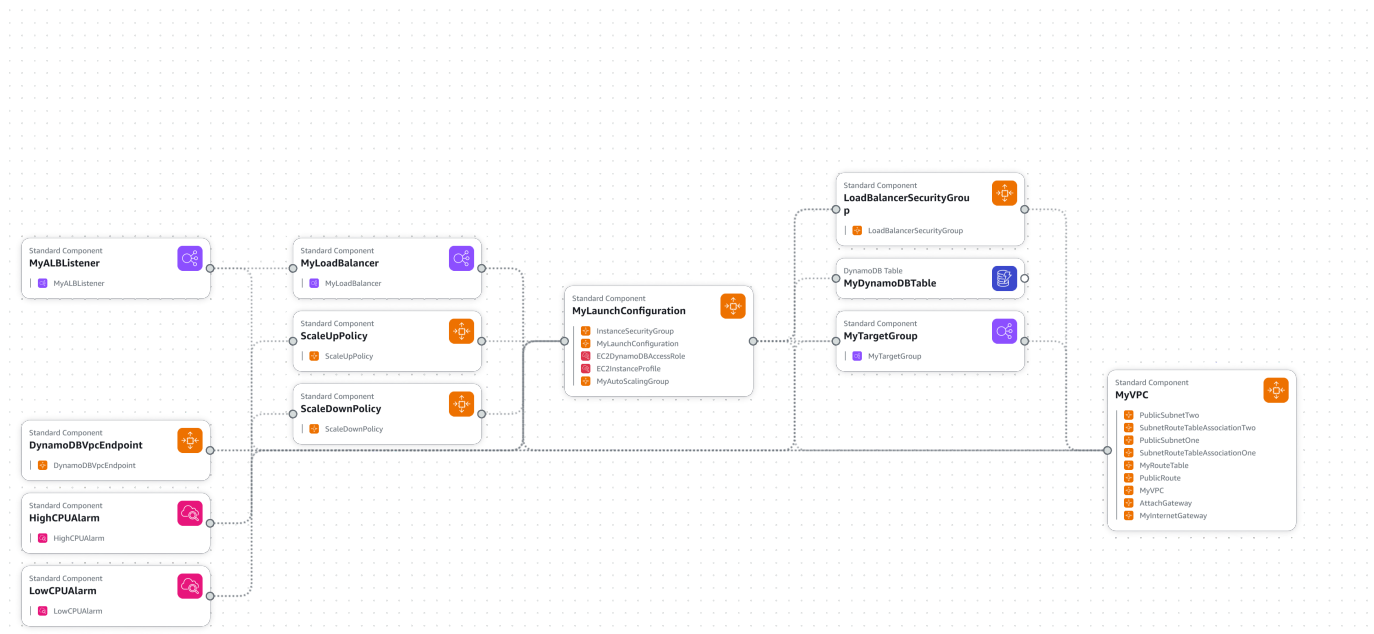 Standard Component
MyALBListener
MyALBListener
Standard Component
DynamoDBVpcEndpoint
DynamoDBVpcEndpoint
Standard Component
HighCPUAlarm
HighCPUAlarm
Standard Component
LowCPUAlarm
LowCPUAlarm
Standard Component
MyLoadBalancer
MyLoadBalancer
Standard Component
ScaleUpPolicy
ScaleUpPolicy
Standard Component
ScaleDownPolicy
ScaleDownPolicy
Standard Component
MyLaunchConfiguration
InstanceSecurityGroup
MyLaunchConfiguration
EC2DynamoDBAccessRole
EC2InstanceProfile
MyAutoScalingGroup
Standard Component
LoadBalancerSecurityGrou
p
LoadBalancerSecurityGroup
DynamoDB Table
MyDynamoDBTable
Standard Component
MyTargetGroup
MyTargetGroup
Standard Component
MyVPC
PublicSubnetTwo
SubnetRouteTableAssociationTwo
PublicSubnetOne
SubnetRouteTableAssociationOne
MyRouteTable
PublicRoute
MyVPC
AttachGateway
MyInternetGateway